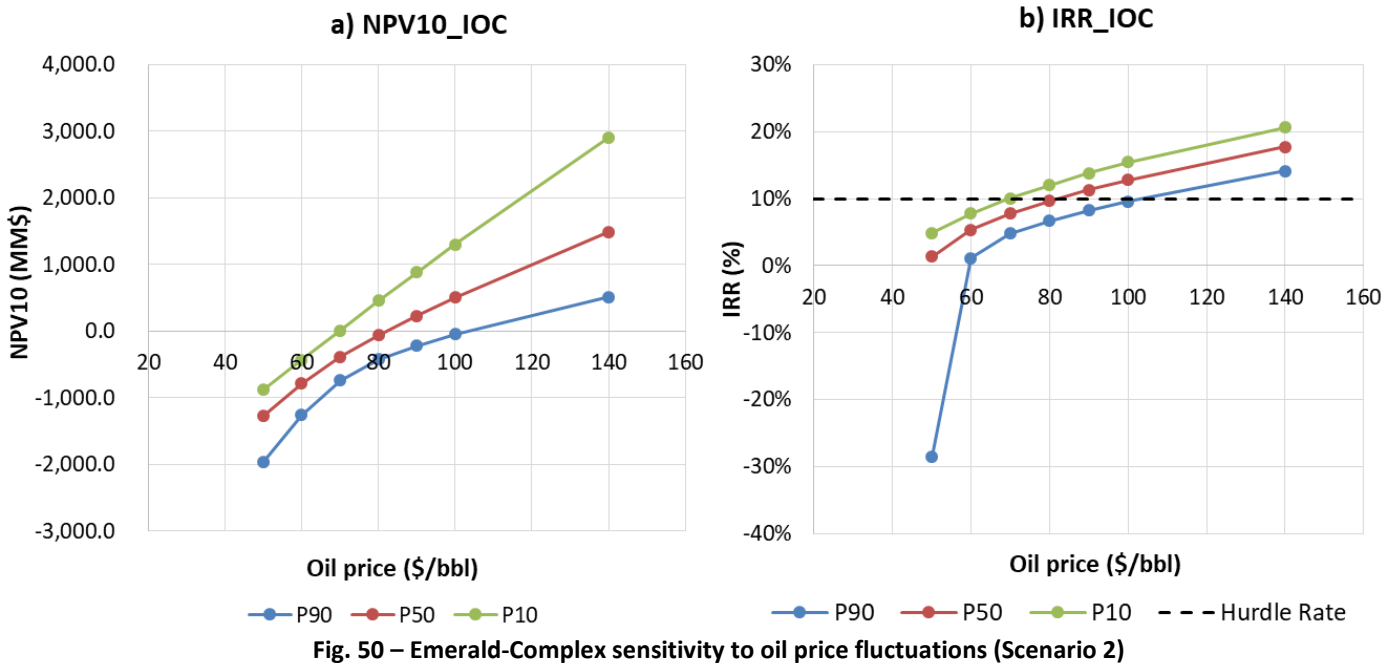 a) NPV10_IOC
4,000.0
3,000.0
2,000.0
1,000.0
0.0
-1,000.0
-2,000.0
-3,000.0
NPV10 (MM$)
20 40 60 80 100 120 140 160
Oil price ($/bbl)
P90 P50 P10
b) IRR_IOC
30%
20%
10%
0%
-10%
-20%
-30%
-40%
IRR (%)
20 40 60 80 100 120 140 160
Oil price ($/bbl)
P90 P50 P10 Hurdle Rate
Fig. 50 – Emerald-Complex sensitivity to oil price fluctuations (Scenario 2)